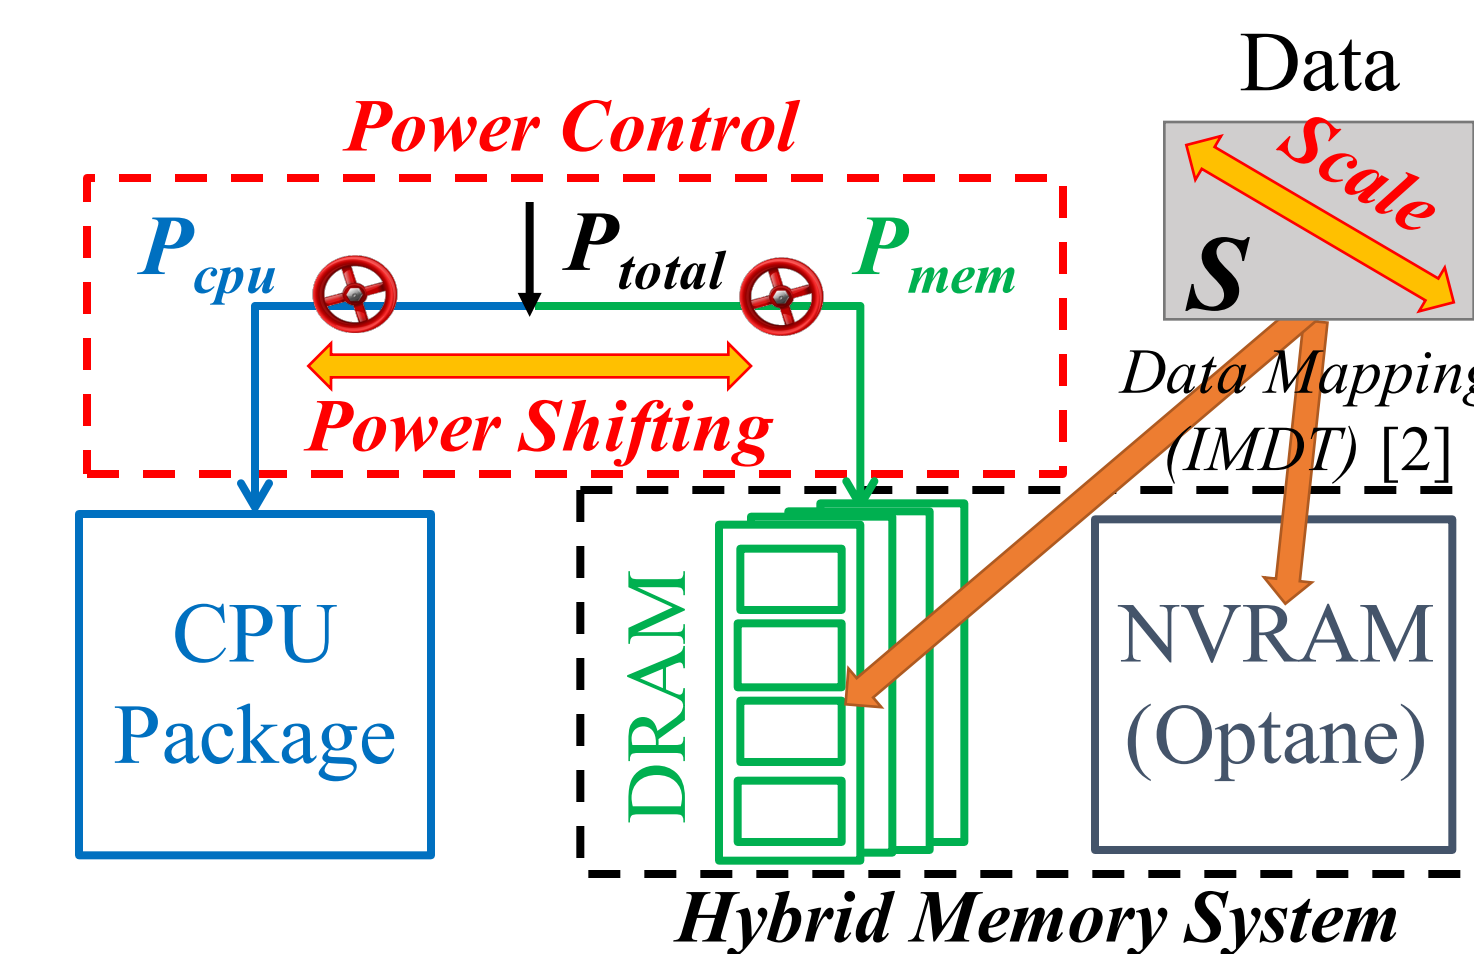 Data
Power Control
Scale
P cpu
P total
P mem
S
Power Shifting
Data Mapping
(IMDT) [2]
CPU
Package
DRAM
NVRAM
(Optane)
Hybrid Memory System